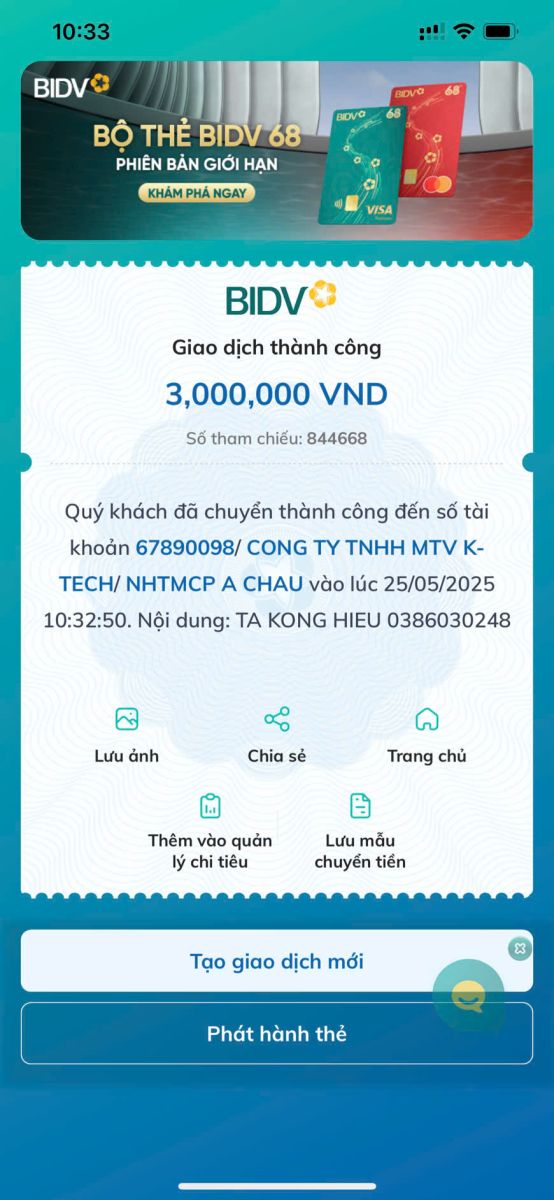 10:33
BIDV
BỘ THẺ BIDV 68
PHIÊN BẢN GIỚI HẠN
KHÁM PHÁ NGAY
BIDV 68
BIDV 68
VISA
BIDV
Giao dịch thành công
3,000,000 VND
Số tham chiếu: 844668
Quý khách đã chuyển thành công đến số tài
khoản 67890098/ CONG TY TNHH MTV K-
TECH/ NHTMCP A CHAU vào lúc 25/05/2025
10:32:50. Nội dung: TA KONG HIEU 0386030248
Lưu ảnh
Chia sẻ
Trang chủ
Thêm vào quản
lý chi tiêu
Lưu mẫu
chuyển tiền
Tạo giao dịch mới
Phát hành thẻ